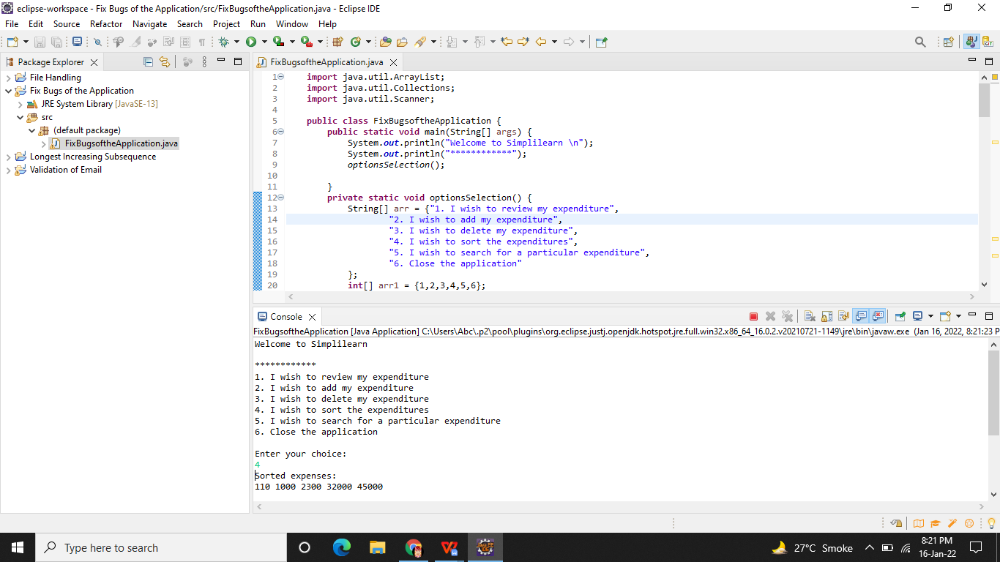 eclipse-workspace - Fix Bugs of the Application/src/FixBugsoftheApplication.java - Eclipse IDE
File Edit Source Refactor Navigate Search Project Run Window Help
Package Explorer
File Handling
Fix Bugs of the Application
JRE System Library [JavaSE-13]
src
(default package)
FixBugsoftheApplication.java
Longest Increasing Subsequence
Validation of Email
FixBugsoftheApplication.java
1 import java.util.ArrayList;
2 import java.util.Collections;
3 import java.util.Scanner;
4
5 public class FixBugsoftheApplication {
6 public static void main(String[] args) {
7 System.out.println("Welcome to Simplilearn \n");
8 System.out.println("************");
9 optionsSelection();
10
11 }
12 private static void optionsSelection() {
13 String[] arr = {"1. I wish to review my expenditure",
14 "2. I wish to add my expenditure",
15 "3. I wish to delete my expenditure",
16 "4. I wish to sort the expenditures",
17 "5. I wish to search for a particular expenditure",
18 "6. Close the application"
19 };
20 int[] arr1 = {1,2,3,4,5,6};
Console
FixBugsoftheApplication [Java Application] C:\Users\Abc\.p2\pool\plugins\org.eclipse.justj.openjdk.hotspot.jre.full.win32.x86_64_16.0.2.v20210721-1149\jre\bin\javaw.exe (Jan 16, 2022, 8:21:23 P
Welcome to Simplilearn
************
1. I wish to review my expenditure
2. I wish to add my expenditure
3. I wish to delete my expenditure
4. I wish to sort the expenditures
5. I wish to search for a particular expenditure
6. Close the application
Enter your choice:
4
Sorted expenses:
110 1000 2300 32000 45000
Type here to search
27°C Smoke
8:21 PM
16-Jan-22